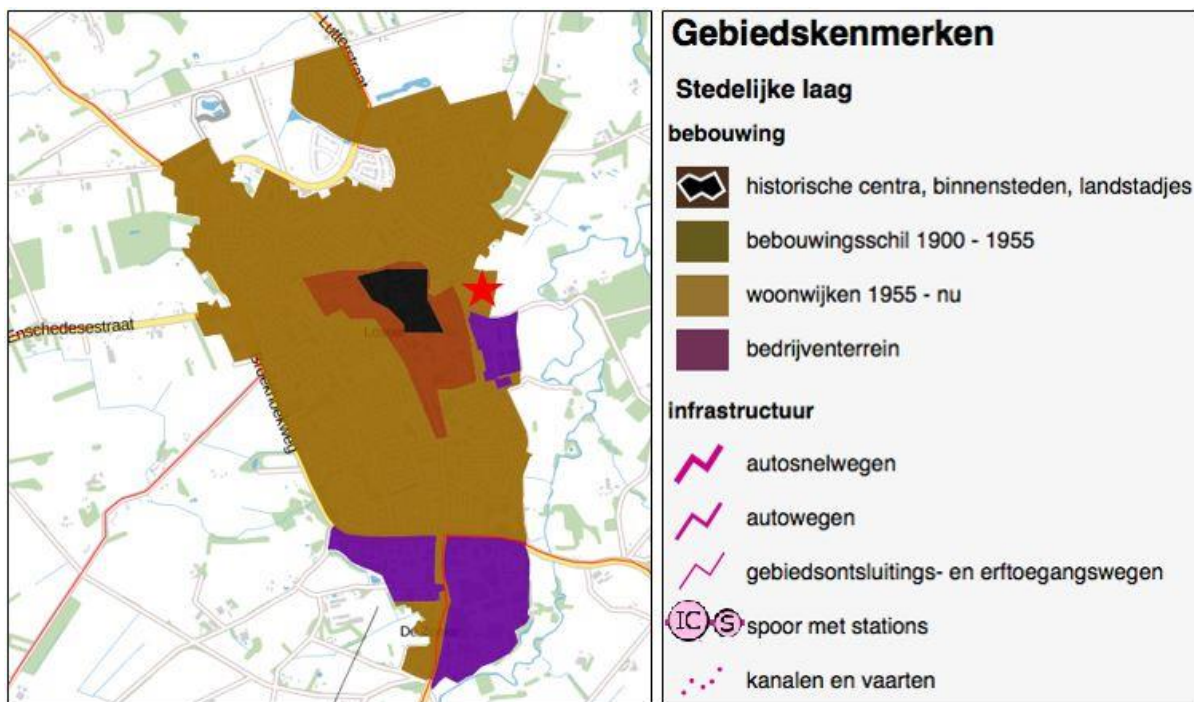 Lutterstraat
Enschedesestraat
Broekhoekweg
Gebiedskenmerken
Stedelijke laag
bebouwing
historische centra, binnensteden, landstadjes
bebouwingsschil 1900 - 1955
woonwijken 1955 - nu
bedrijventerrein
infrastructuur
autosnelwegen
autowegen
gebiedsontsluitings- en erftoegangswegen
IC S spoor met stations
kanalen en vaarten